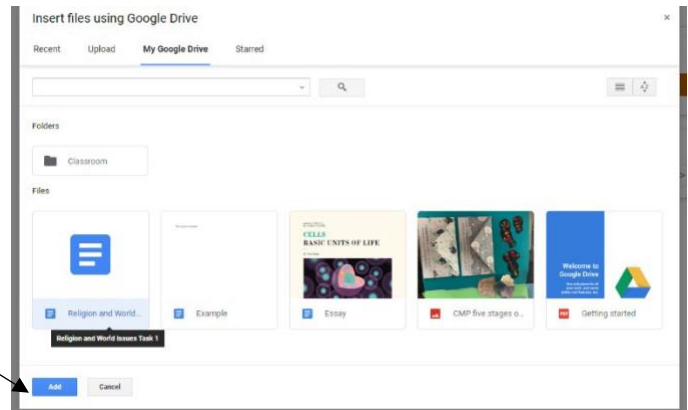 Insert files using Google Drive
×
Recent Upload My Google Drive Starred
Folders
Classroom
Files
CELLS
BASIC UNITS OF LIFE
Welcome to
Google Drive
Religion and World... Example Essay CMP five stages o... Getting started
Religion and World Issues Task 1
Add Cancel